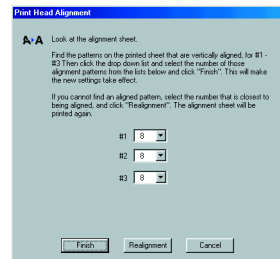 Print Head Alignment
A A Look at the alignment sheet.
Find the patterns on the printed sheet that are vertically aligned, for #1 -
#3 Then click the drop down list and select the number of those
alignment patterns from the lists below and click "Finish". This will make
the new settings take effect.
If you cannot find an aligned pattern, select the number that is closest to
being aligned, and click "Realignment". The alignment sheet will be
printed again.
#1 8
#2 8
#3 8
Finish Realignment Cancel